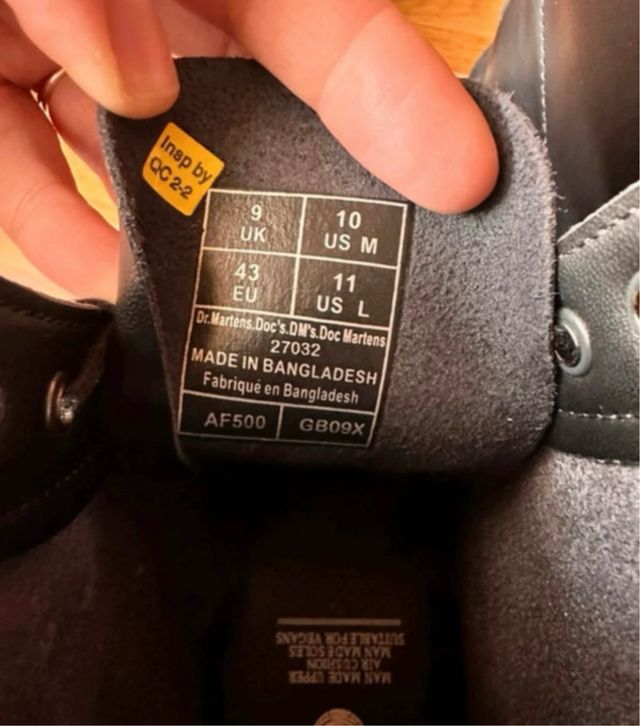 Insp by
QC 2-2
9
UK
10
US M
43
EU
11
US L
Dr.Martens.Doc's.DM's.Doc Martens
27032
MADE IN BANGLADESH
Fabriqué en Bangladesh
AF500
GB09X
MAN MADE UPPER
AIR CUSHION
MAN MADE SOLES
SUITABLE FOR VEGANS